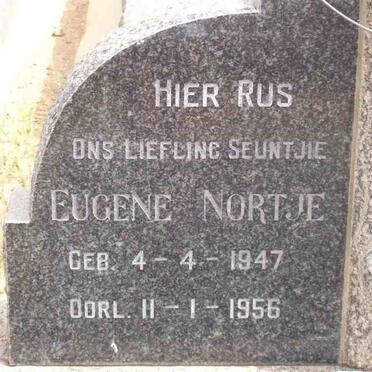 HIER RUS
ONS LIEFLING SEUNTJIE
EUGENE NORTJE
GEB. 4-4-1947
OORL. 11-1-1956